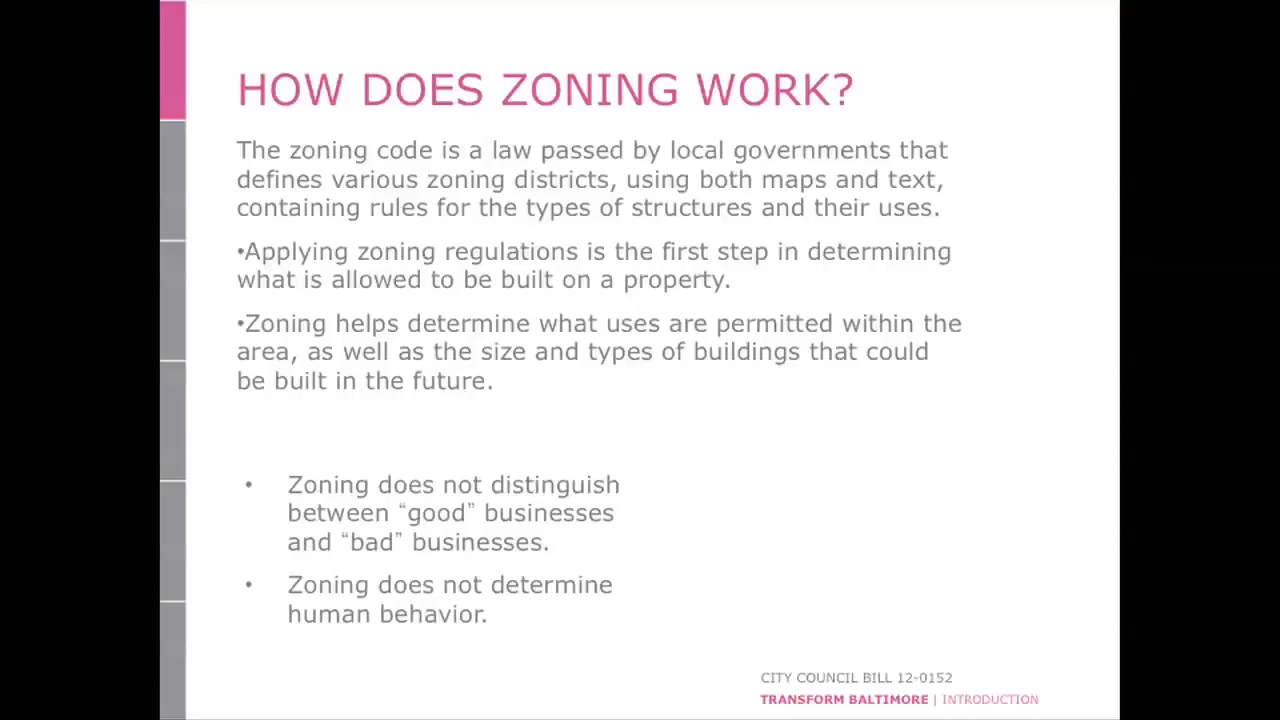 HOW DOES ZONING WORK?
The zoning code is a law passed by local governments that
defines various zoning districts, using both maps and text,
containing rules for the types of structures and their uses.
•Applying zoning regulations is the first step in determining
what is allowed to be built on a property.
•Zoning helps determine what uses are permitted within the
area, as well as the size and types of buildings that could
be built in the future.
• Zoning does not distinguish
between “good” businesses
and “bad” businesses.
• Zoning does not determine
human behavior.
CITY COUNCIL BILL 12-0152
TRANSFORM BALTIMORE | INTRODUCTION